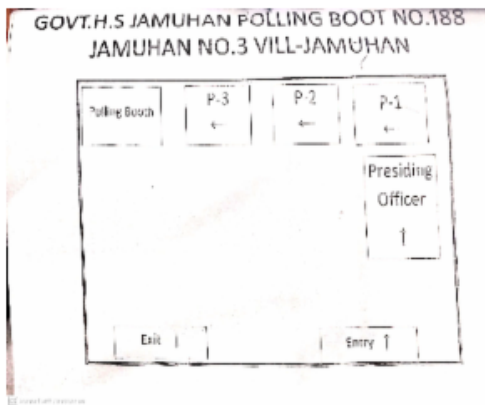 GOVT.H.S JAMUHAN POLLING BOOT NO.188
JAMUHAN NO.3 VILL-JAMUHAN
Polling Booth
P-3
←
P-2
←
P-1
←
Presiding
Officer
↑
Exit
Entry ↑